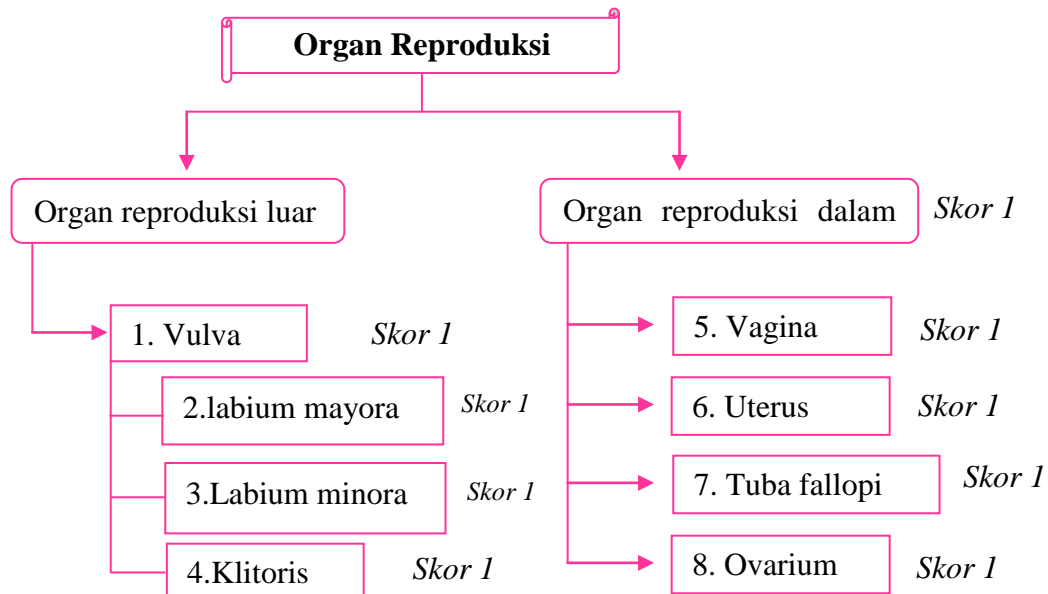 Organ Reproduksi
Organ reproduksi luar
Organ reproduksi dalam
Skor 1
1. Vulva
Skor 1
2.labium mayora
Skor 1
3.Labium minora
Skor 1
4.Klitoris
Skor 1
5. Vagina
Skor 1
6. Uterus
Skor 1
7. Tuba fallopi
Skor 1
8. Ovarium
Skor 1